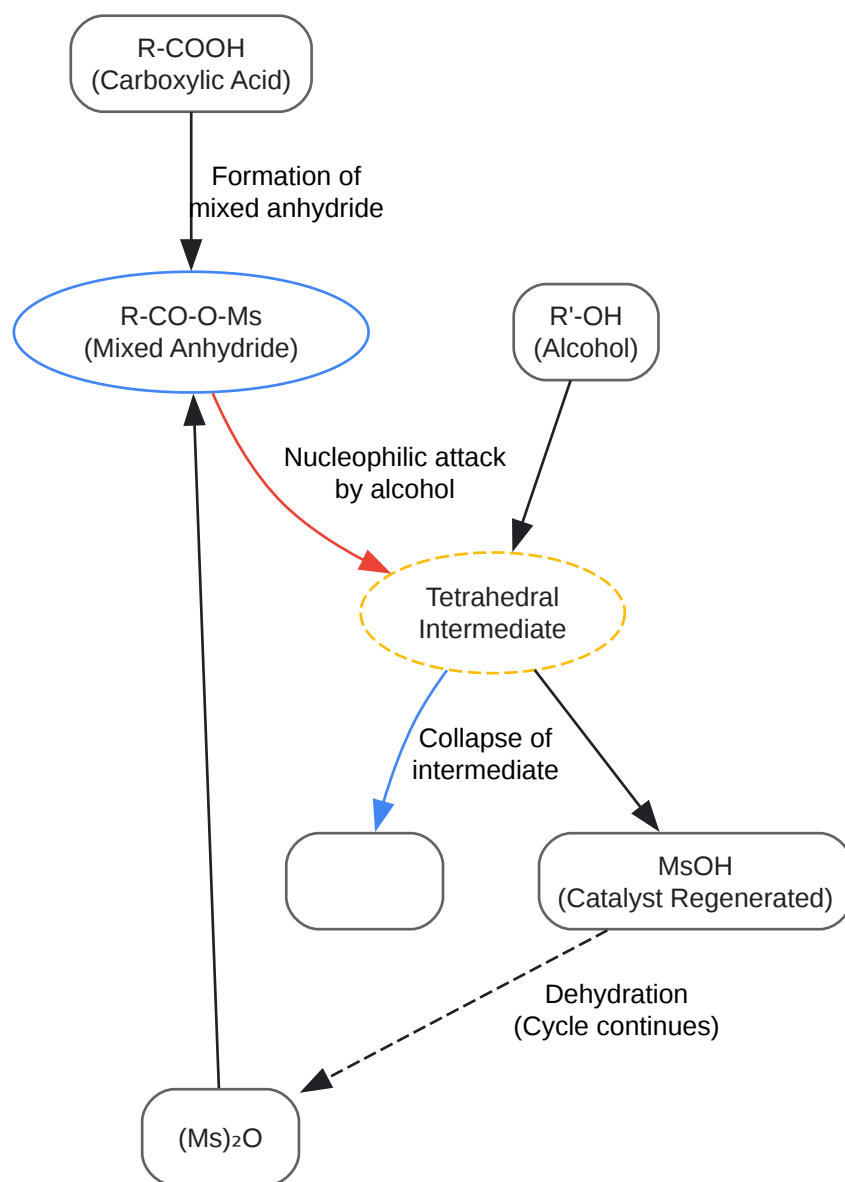 R-COOH
(Carboxylic Acid)
Formation of
mixed anhydride
R-CO-O-Ms
(Mixed Anhydride)
R'-OH
(Alcohol)
Nucleophilic attack
by alcohol
Tetrahedral
Intermediate
Collapse of
intermediate
MsOH
(Catalyst Regenerated)
Dehydration
(Cycle continues)
(Ms)₂O